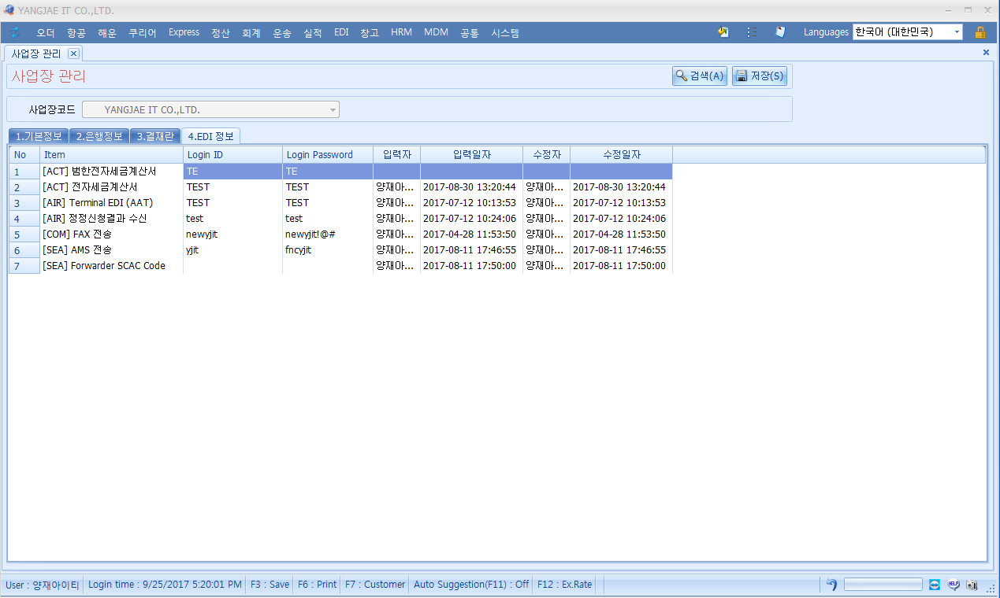 YANGJAE IT CO.,LTD.
오더 항공 해운 쿠리어 Express 정산 회계 운송 실적 EDI 창고 HRM MDM 공통 시스템 Languages 한국어 (대한민국)
사업장 관리
사업장 관리 검색(A) 저장(S)
사업장코드 YANGJAE IT CO.,LTD.
1.기본정보 2.은행정보 3.결재란 4.EDI 정보
No Item Login ID Login Password 입력자 입력일자 수정자 수정일자
1 [ACT] 범한전자세금계산서 TE TE
2 [ACT] 전자세금계산서 TEST TEST 양재아... 2017-08-30 13:20:44 양재아... 2017-08-30 13:20:44
3 [AIR] Terminal EDI (AAT) TEST TEST 양재아... 2017-07-12 10:13:53 양재아... 2017-07-12 10:13:53
4 [AIR] 정정신청결과 수신 test test 양재아... 2017-07-12 10:24:06 양재아... 2017-07-12 10:24:06
5 [COM] FAX 전송 newyjit newyjit!@# 양재아... 2017-04-28 11:53:50 양재아... 2017-04-28 11:53:50
6 [SEA] AMS 전송 yjit fncyjit 양재아... 2017-08-11 17:46:55 양재아... 2017-08-11 17:46:55
7 [SEA] Forwarder SCAC Code 양재아... 2017-08-11 17:50:00 양재아... 2017-08-11 17:50:00
User : 양재아이티 Login time : 9/25/2017 5:20:01 PM F3 : Save F6 : Print F7 : Customer Auto Suggestion(F11) : Off F12 : Ex.Rate HELP